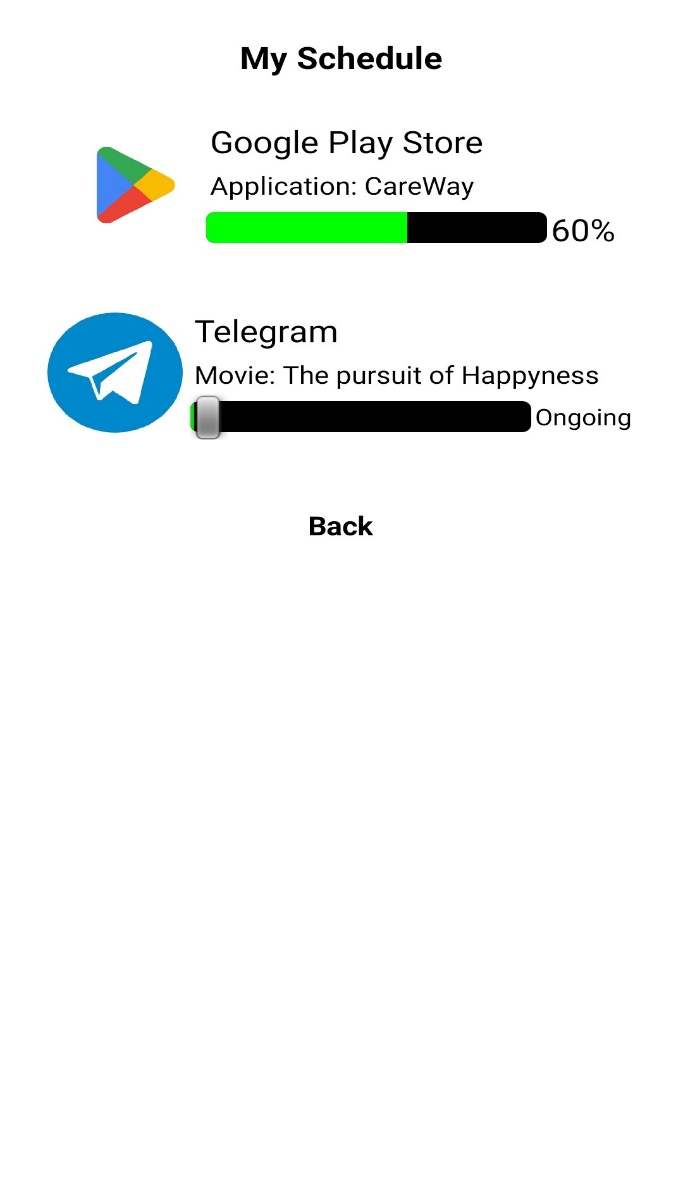 My Schedule
Google Play Store
Application: CareWay
60%
Telegram
Movie: The pursuit of Happyness
Ongoing
Back